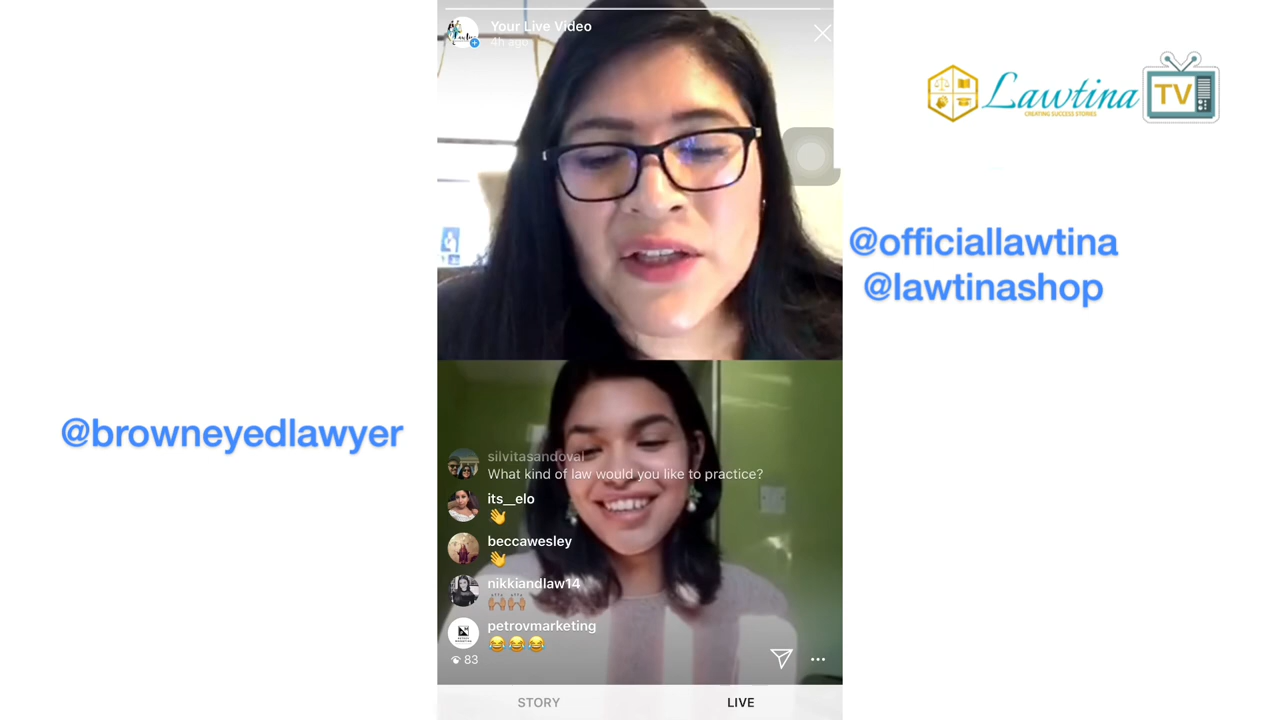 Your Live Video
4h ago
Lawtina
CREATING SUCCESS STORIES
TV
@officiallawtina
@lawtinashop
@browneyedlawyer
silvitasandoval
What kind of law would you like to practice?
its__elo
👋
beccawesley
👋
nikkiandlaw14
🙌🏽🙌🏽
petrovmarketing
😂😂😂
83
STORY
LIVE